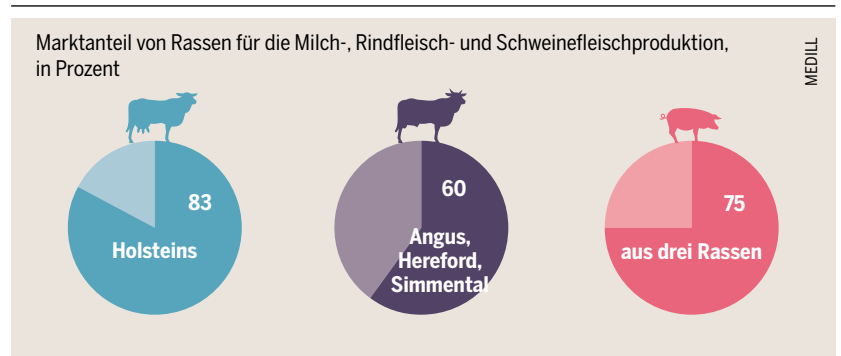 Marktanteil von Rassen für die Milch-, Rindfleisch- und Schweinefleischproduktion,
in Prozent
MEDILL
83
Holsteins
60
Angus,
Hereford,
Simmental
75
aus drei Rassen